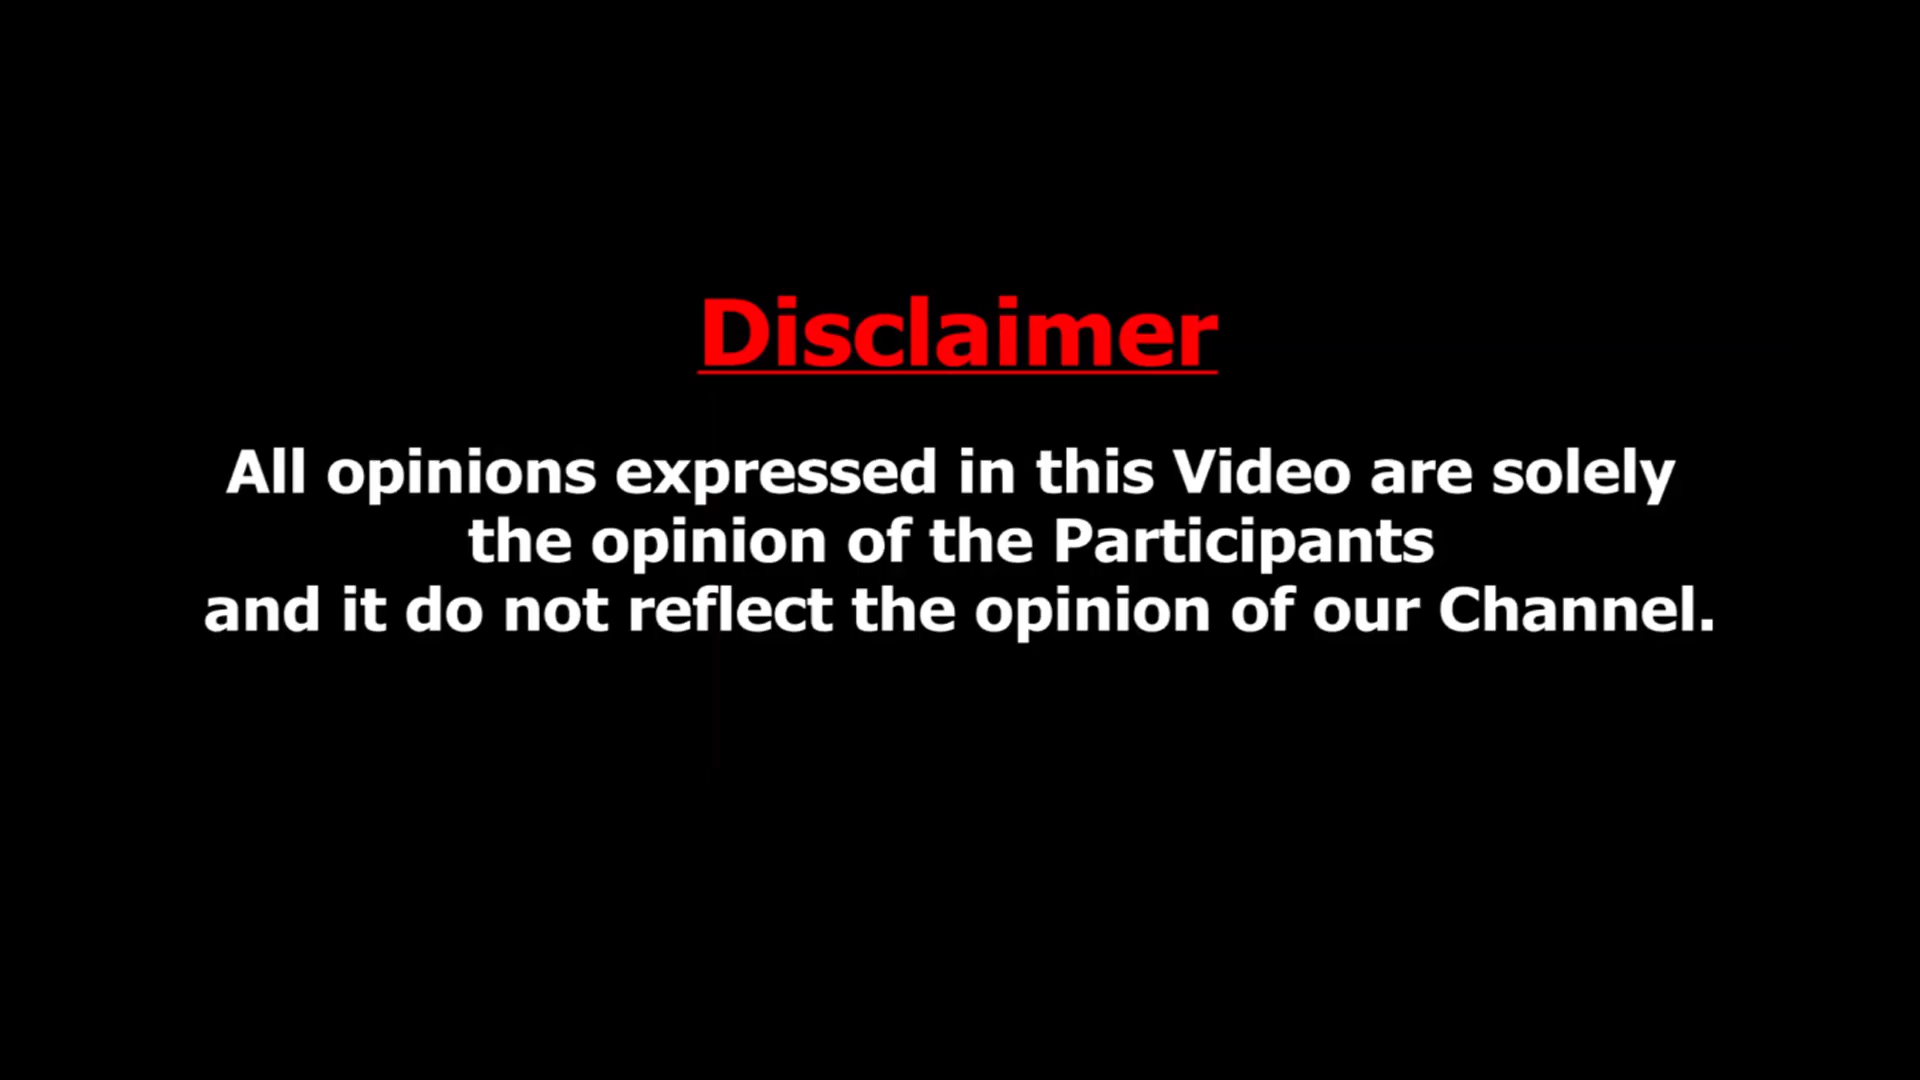 Disclaimer
All opinions expressed in this Video are solely
the opinion of the Participants
and it do not reflect the opinion of our Channel.